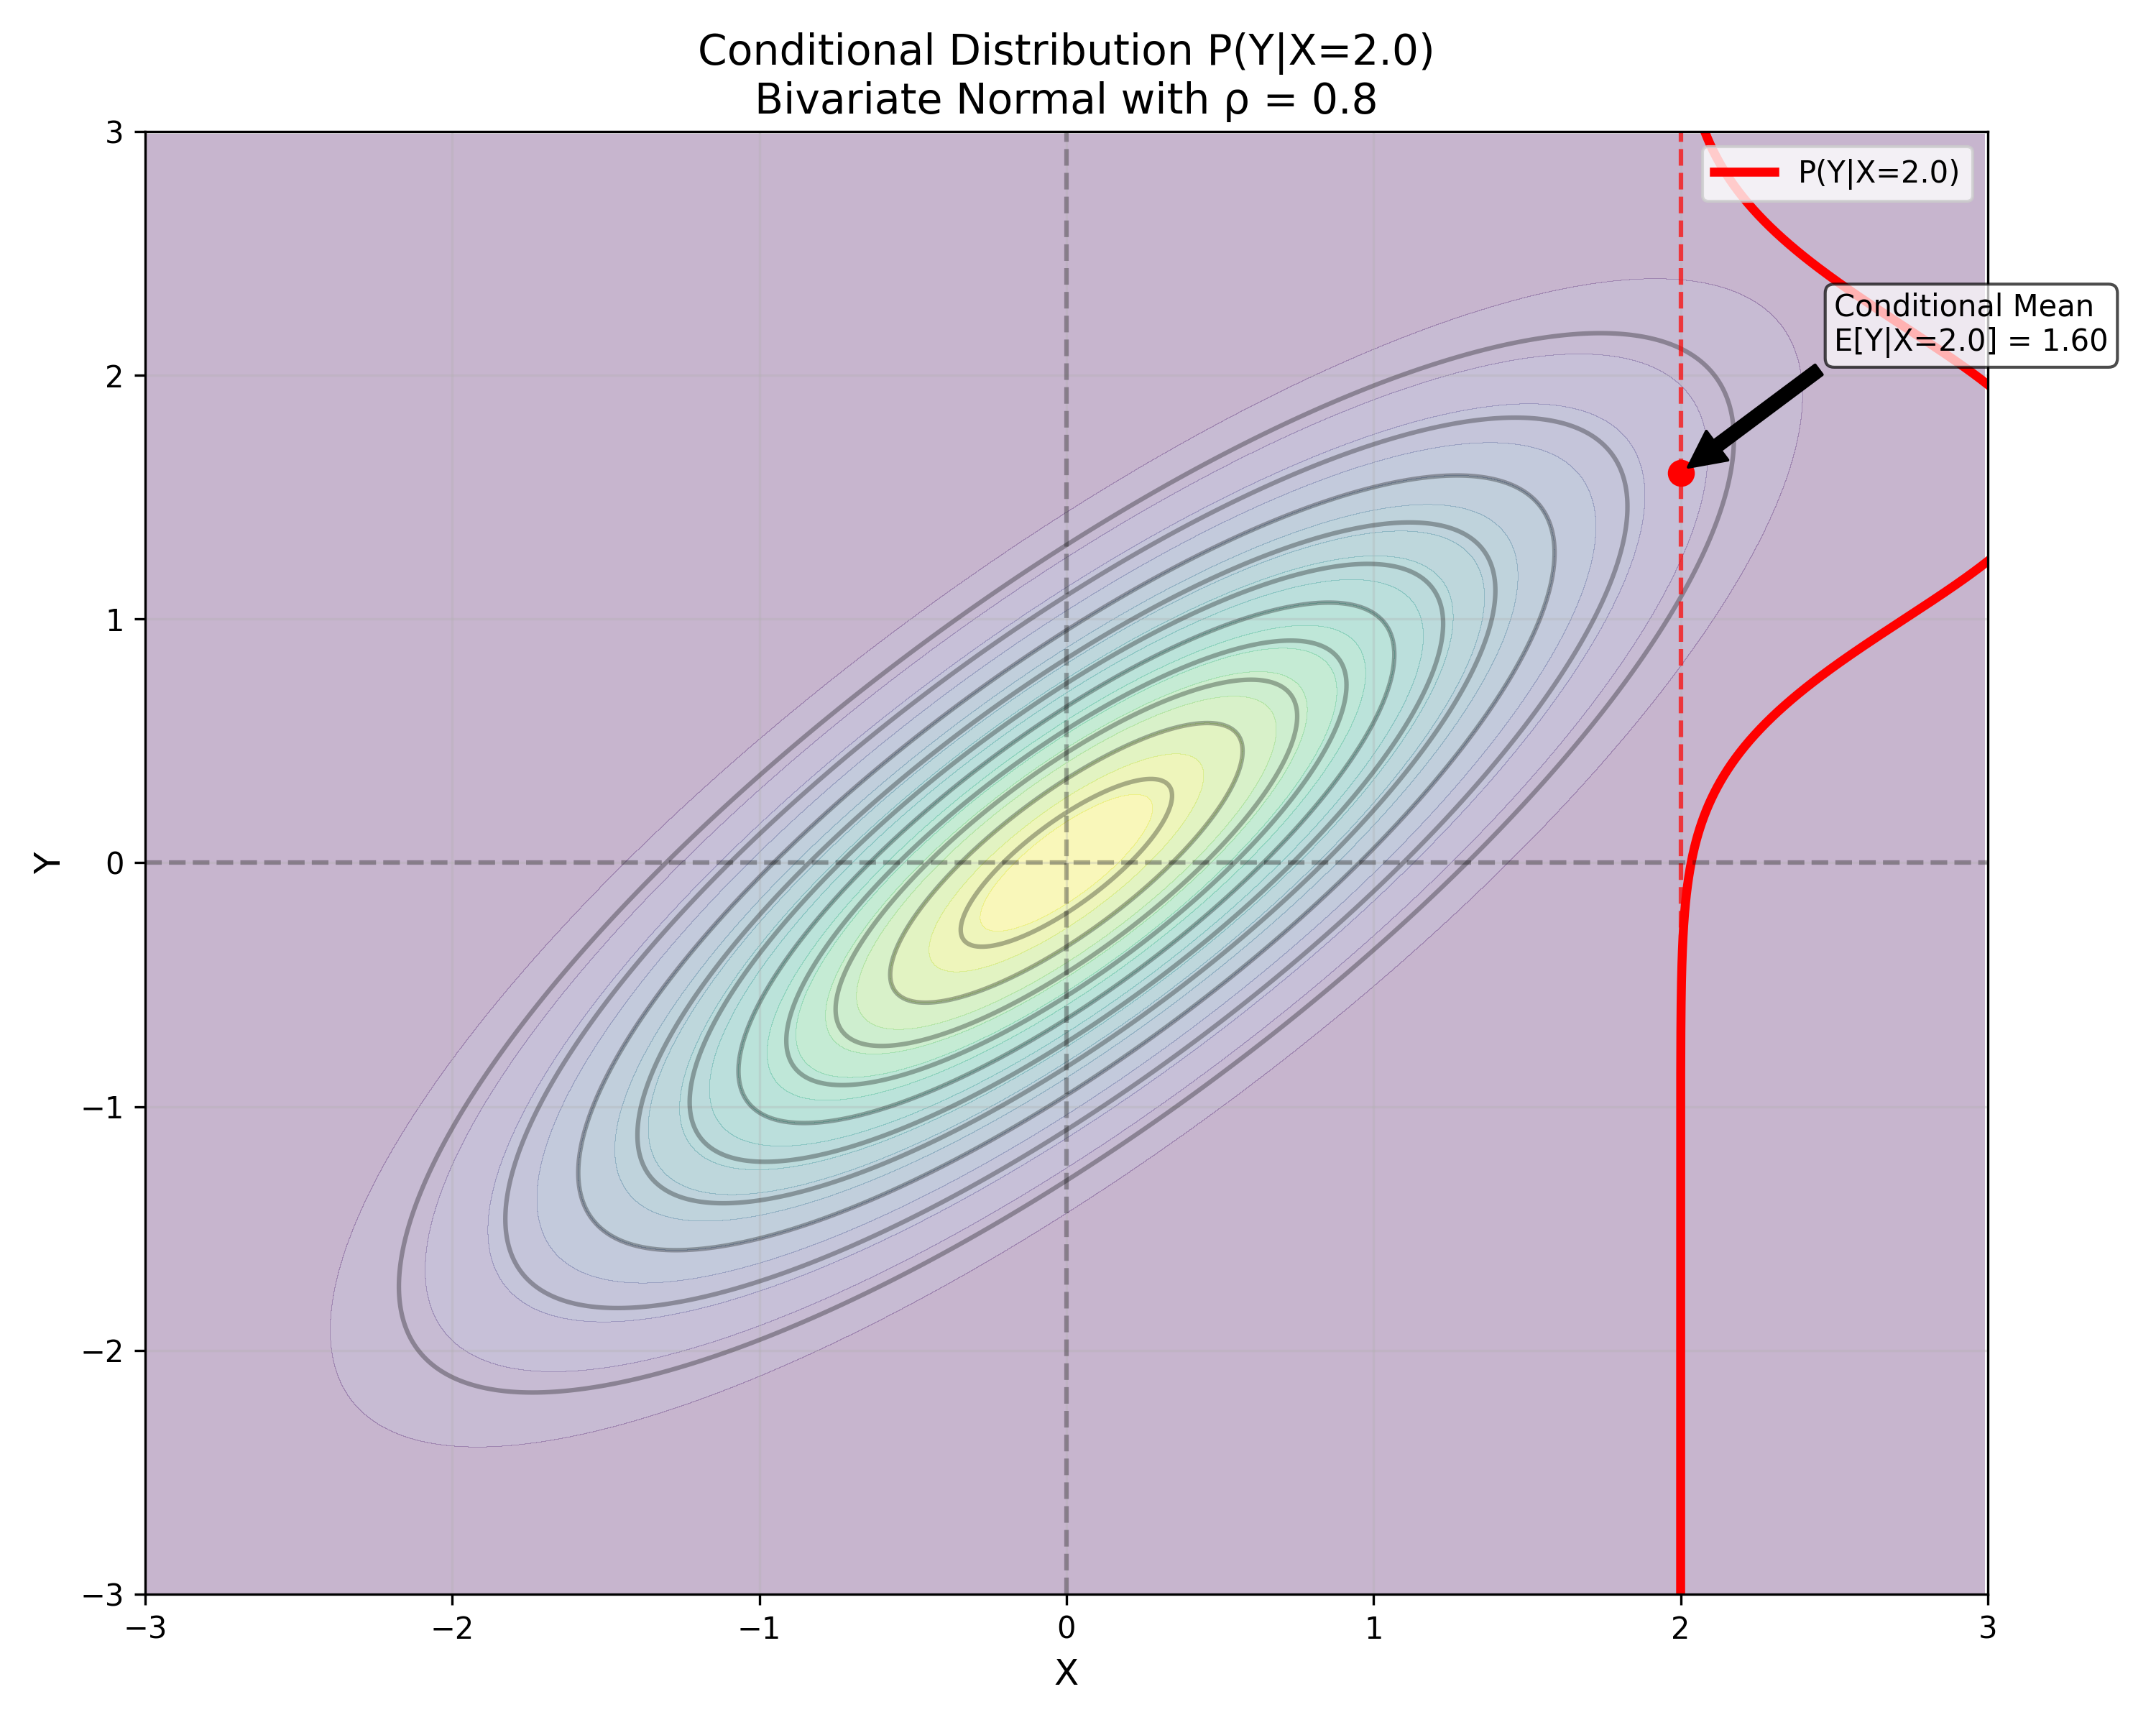 Conditional Distribution P(Y|X=2.0)
Bivariate Normal with ρ = 0.8
3
P(Y|X=2.0)
Conditional Mean
E[Y|X=2.0] = 1.60
2
1
Y
0
−1
−2
−3
−3 −2 −1 0 1 2 3
X